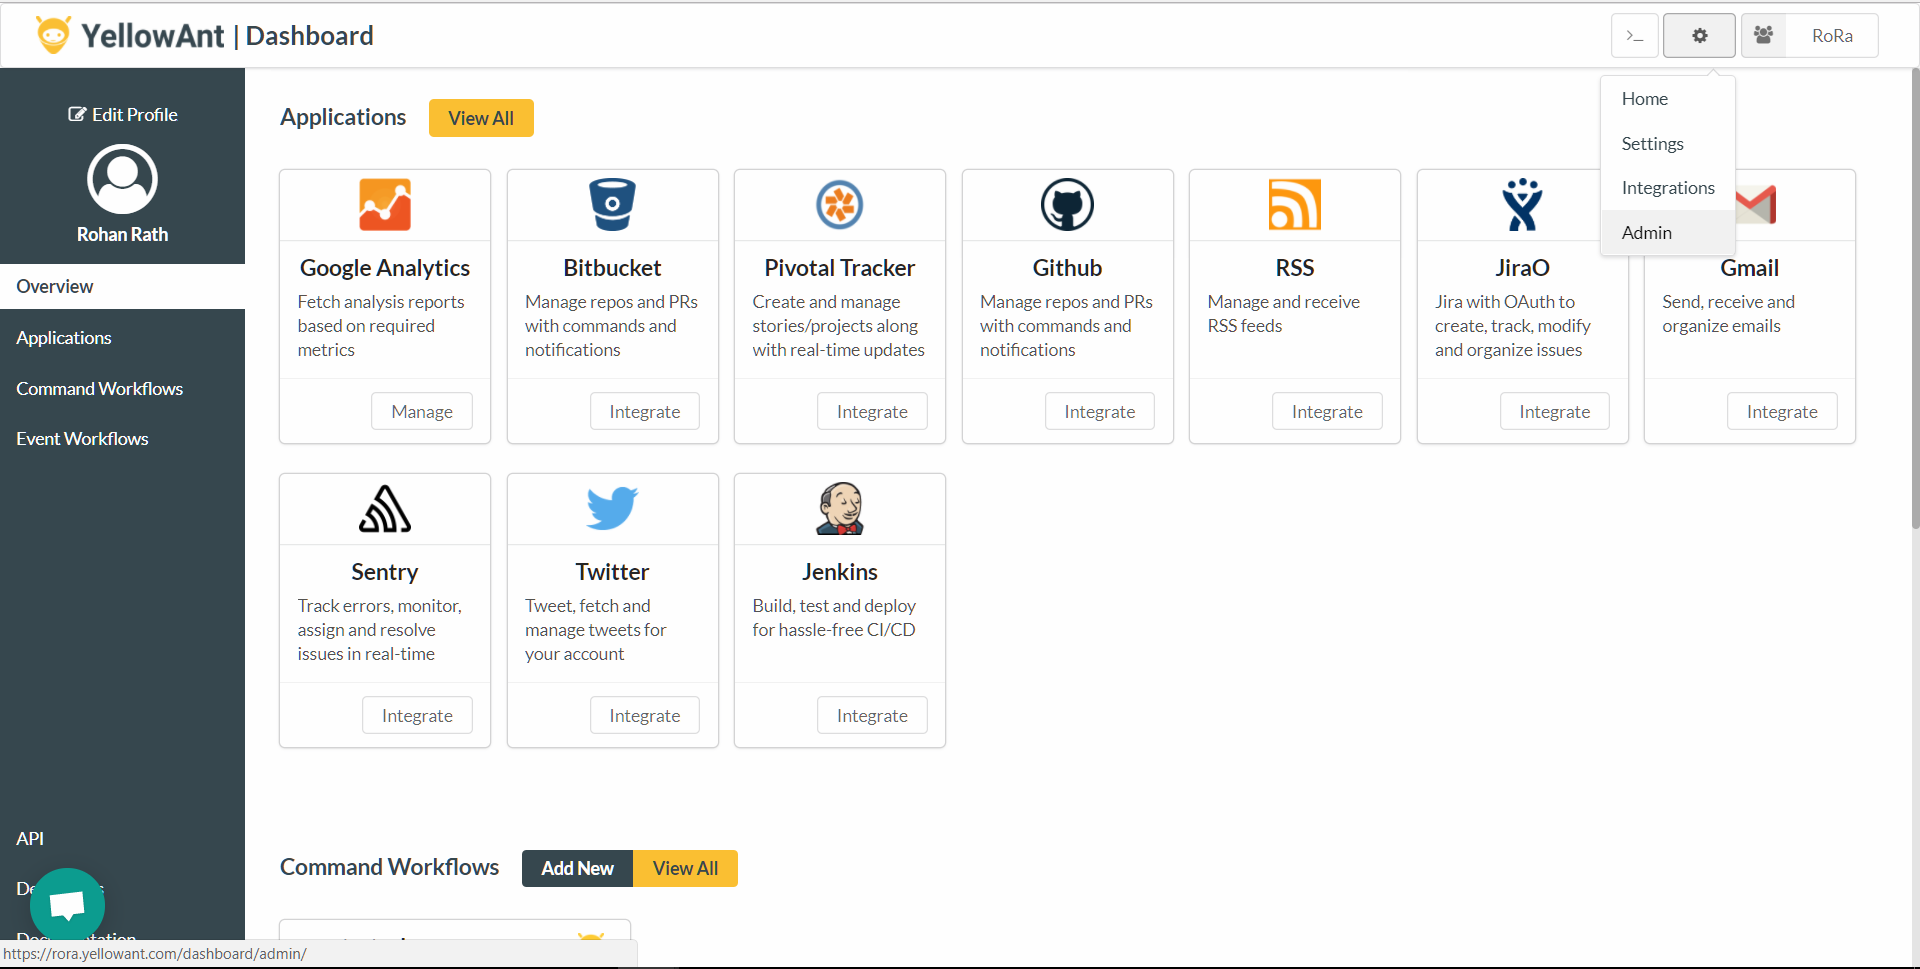 YellowAnt | Dashboard
>_
RoRa
Home
Settings
Integrations
Admin
Edit Profile
Rohan Rath
Overview
Applications
Command Workflows
Event Workflows
API
Documentation
Applications
View All
Google Analytics
Fetch analysis reports
based on required
metrics
Manage
Bitbucket
Manage repos and PRs
with commands and
notifications
Integrate
Pivotal Tracker
Create and manage
stories/projects along
with real-time updates
Integrate
Github
Manage repos and PRs
with commands and
notifications
Integrate
RSS
Manage and receive
RSS feeds
Integrate
JiraO
Jira with OAuth to
create, track, modify
and organize issues
Integrate
Gmail
Send, receive and
organize emails
Integrate
Sentry
Track errors, monitor,
assign and resolve
issues in real-time
Integrate
Twitter
Tweet, fetch and
manage tweets for
your account
Integrate
Jenkins
Build, test and deploy
for hassle-free CI/CD
Integrate
Command Workflows
Add New
View All
https://rora.yellowant.com/dashboard/admin/